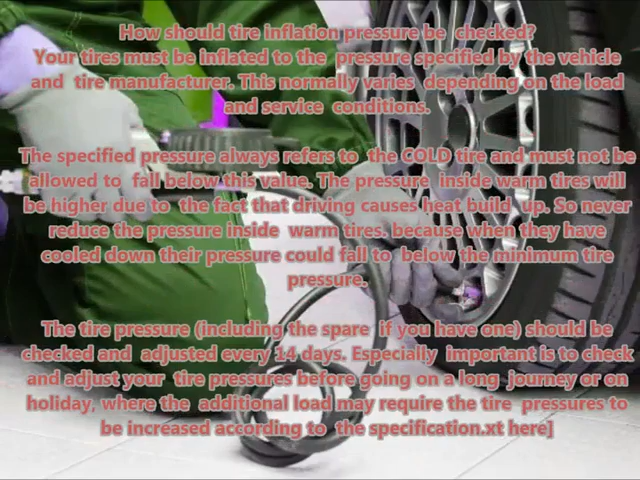 How should tire inflation pressure be checked?
Your tires must be inflated to the pressure specified by the vehicle
and tire manufacturer. This normally varies depending on the load
and service conditions.
The specified pressure always refers to the COLD tire and must not be
allowed to fall below this value. The pressure inside warm tires will
be higher due to the fact that driving causes heat build up. So never
reduce the pressure inside warm tires. because when they have
cooled down their pressure could fall to below the minimum tire
pressure.
The tire pressure (including the spare if you have one) should be
checked and adjusted every 14 days. Especially important is to check
and adjust your tire pressures before going on a long journey or on
holiday, where the additional load may require the tire pressures to
be increased according to the specification.xt here]